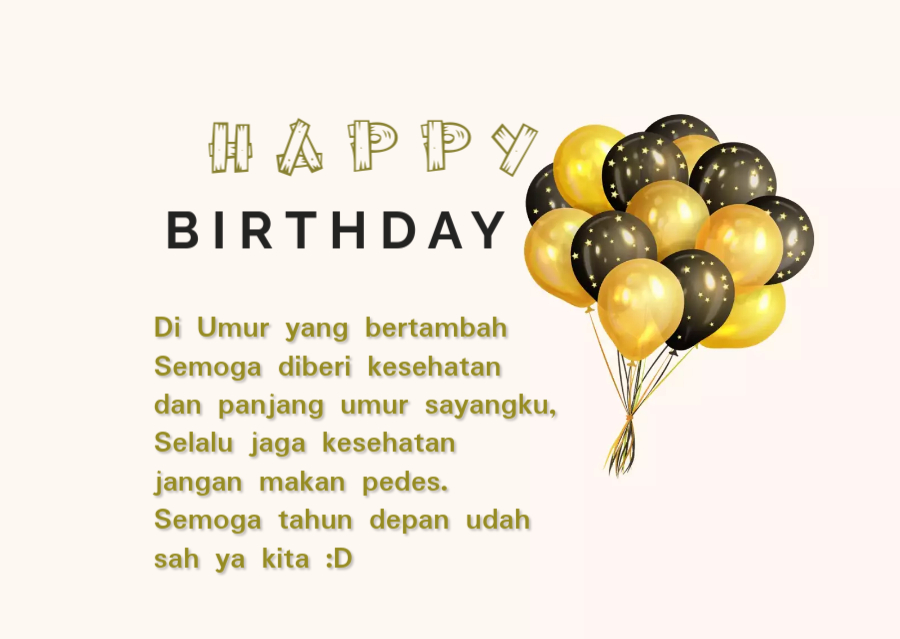 HAPPY
BIRTHDAY
Di Umur yang bertambah
Semoga diberi kesehatan
dan panjang umur sayangku,
Selalu jaga kesehatan
jangan makan pedes.
Semoga tahun depan udah
sah ya kita :D